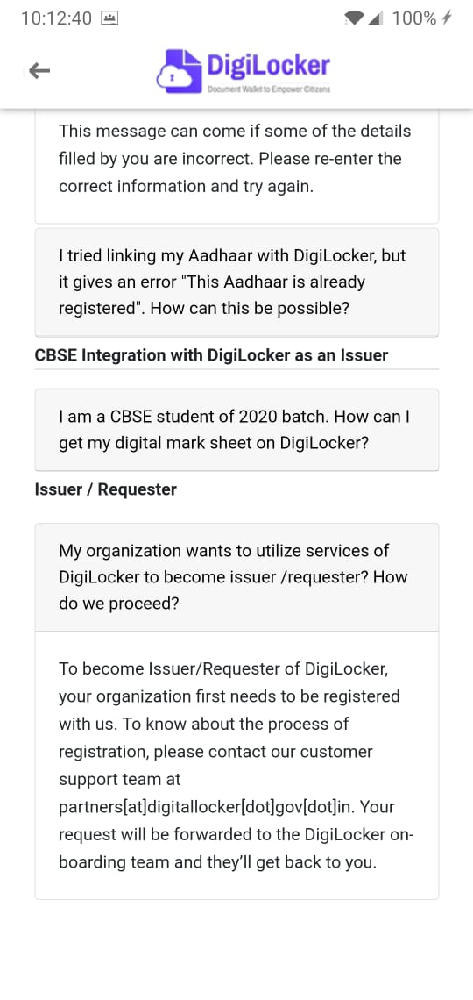 10:12:40
100%
DigiLocker
Document Wallet to Empower Citizens
This message can come if some of the details
filled by you are incorrect. Please re-enter the
correct information and try again.
I tried linking my Aadhaar with DigiLocker, but
it gives an error "This Aadhaar is already
registered". How can this be possible?
CBSE Integration with DigiLocker as an Issuer
I am a CBSE student of 2020 batch. How can I
get my digital mark sheet on DigiLocker?
Issuer / Requester
My organization wants to utilize services of
DigiLocker to become issuer /requester? How
do we proceed?
To become Issuer/Requester of DigiLocker,
your organization first needs to be registered
with us. To know about the process of
registration, please contact our customer
support team at
partners[at]digitallocker[dot]gov[dot]in. Your
request will be forwarded to the DigiLocker on-
boarding team and they’ll get back to you.